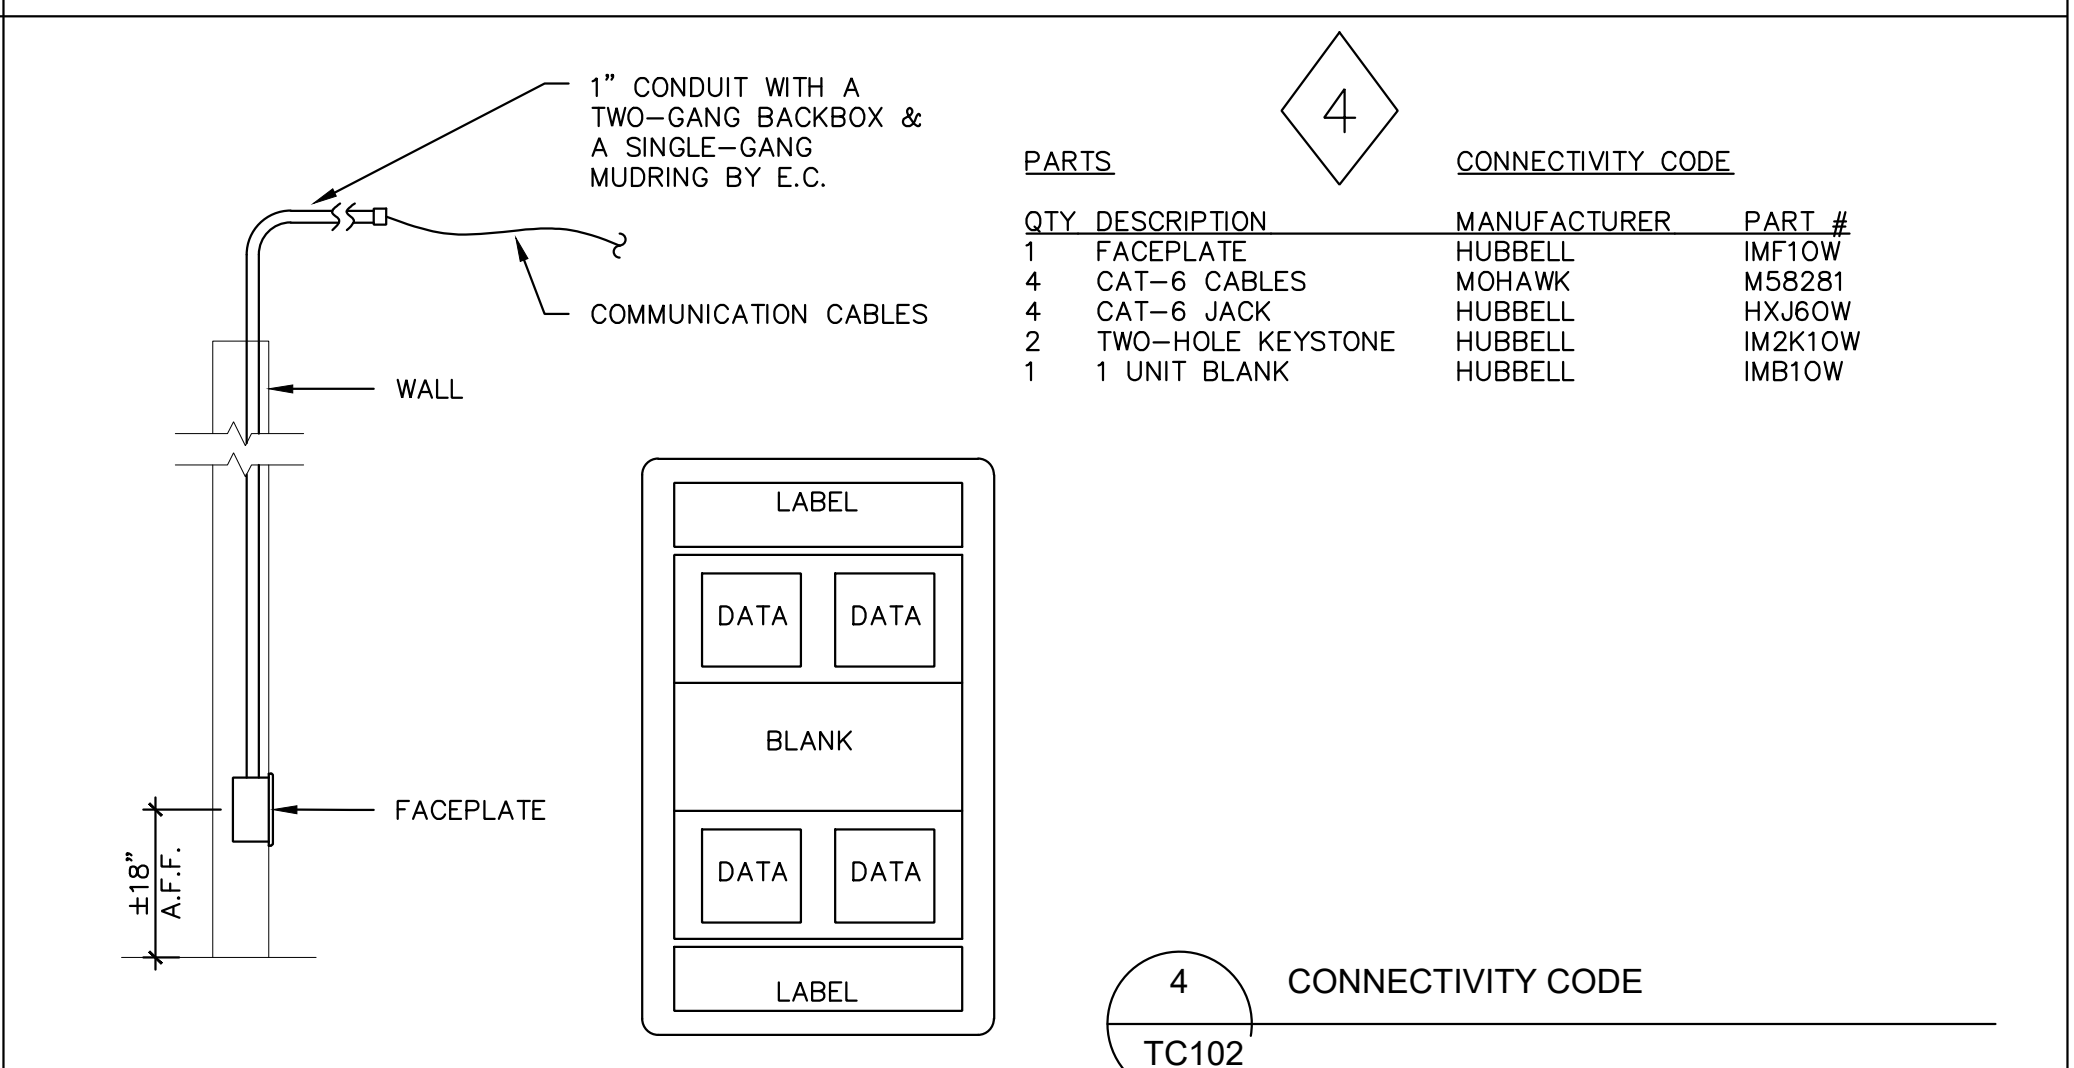 1” CONDUIT WITH A
TWO-GANG BACKBOX &
A SINGLE-GANG
MUDRING BY E.C.
COMMUNICATION CABLES
WALL
FACEPLATE
±18”
A.F.F.
4
PARTS CONNECTIVITY CODE
QTY DESCRIPTION MANUFACTURER PART #
1 FACEPLATE HUBBELL IMF1OW
4 CAT-6 CABLES MOHAWK M58281
4 CAT-6 JACK HUBBELL HXJ6OW
2 TWO-HOLE KEYSTONE HUBBELL IM2K1OW
1 1 UNIT BLANK HUBBELL IMB1OW
LABEL
DATA DATA
BLANK
DATA DATA
LABEL
4 CONNECTIVITY CODE
TC102